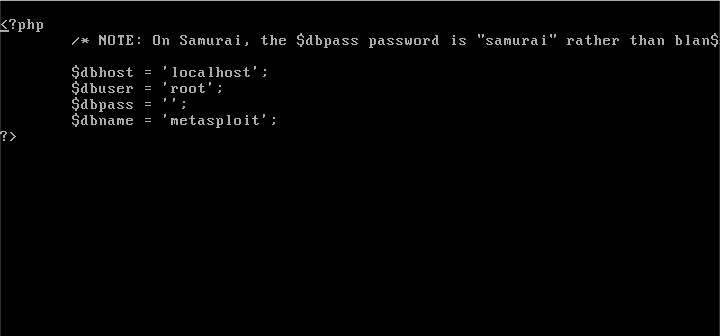 <?php
/* NOTE: On Samurai, the $dbpass password is "samurai" rather than blan$
$dbhost = 'localhost';
$dbuser = 'root';
$dbpass = '';
$dbname = 'metasploit';
?>